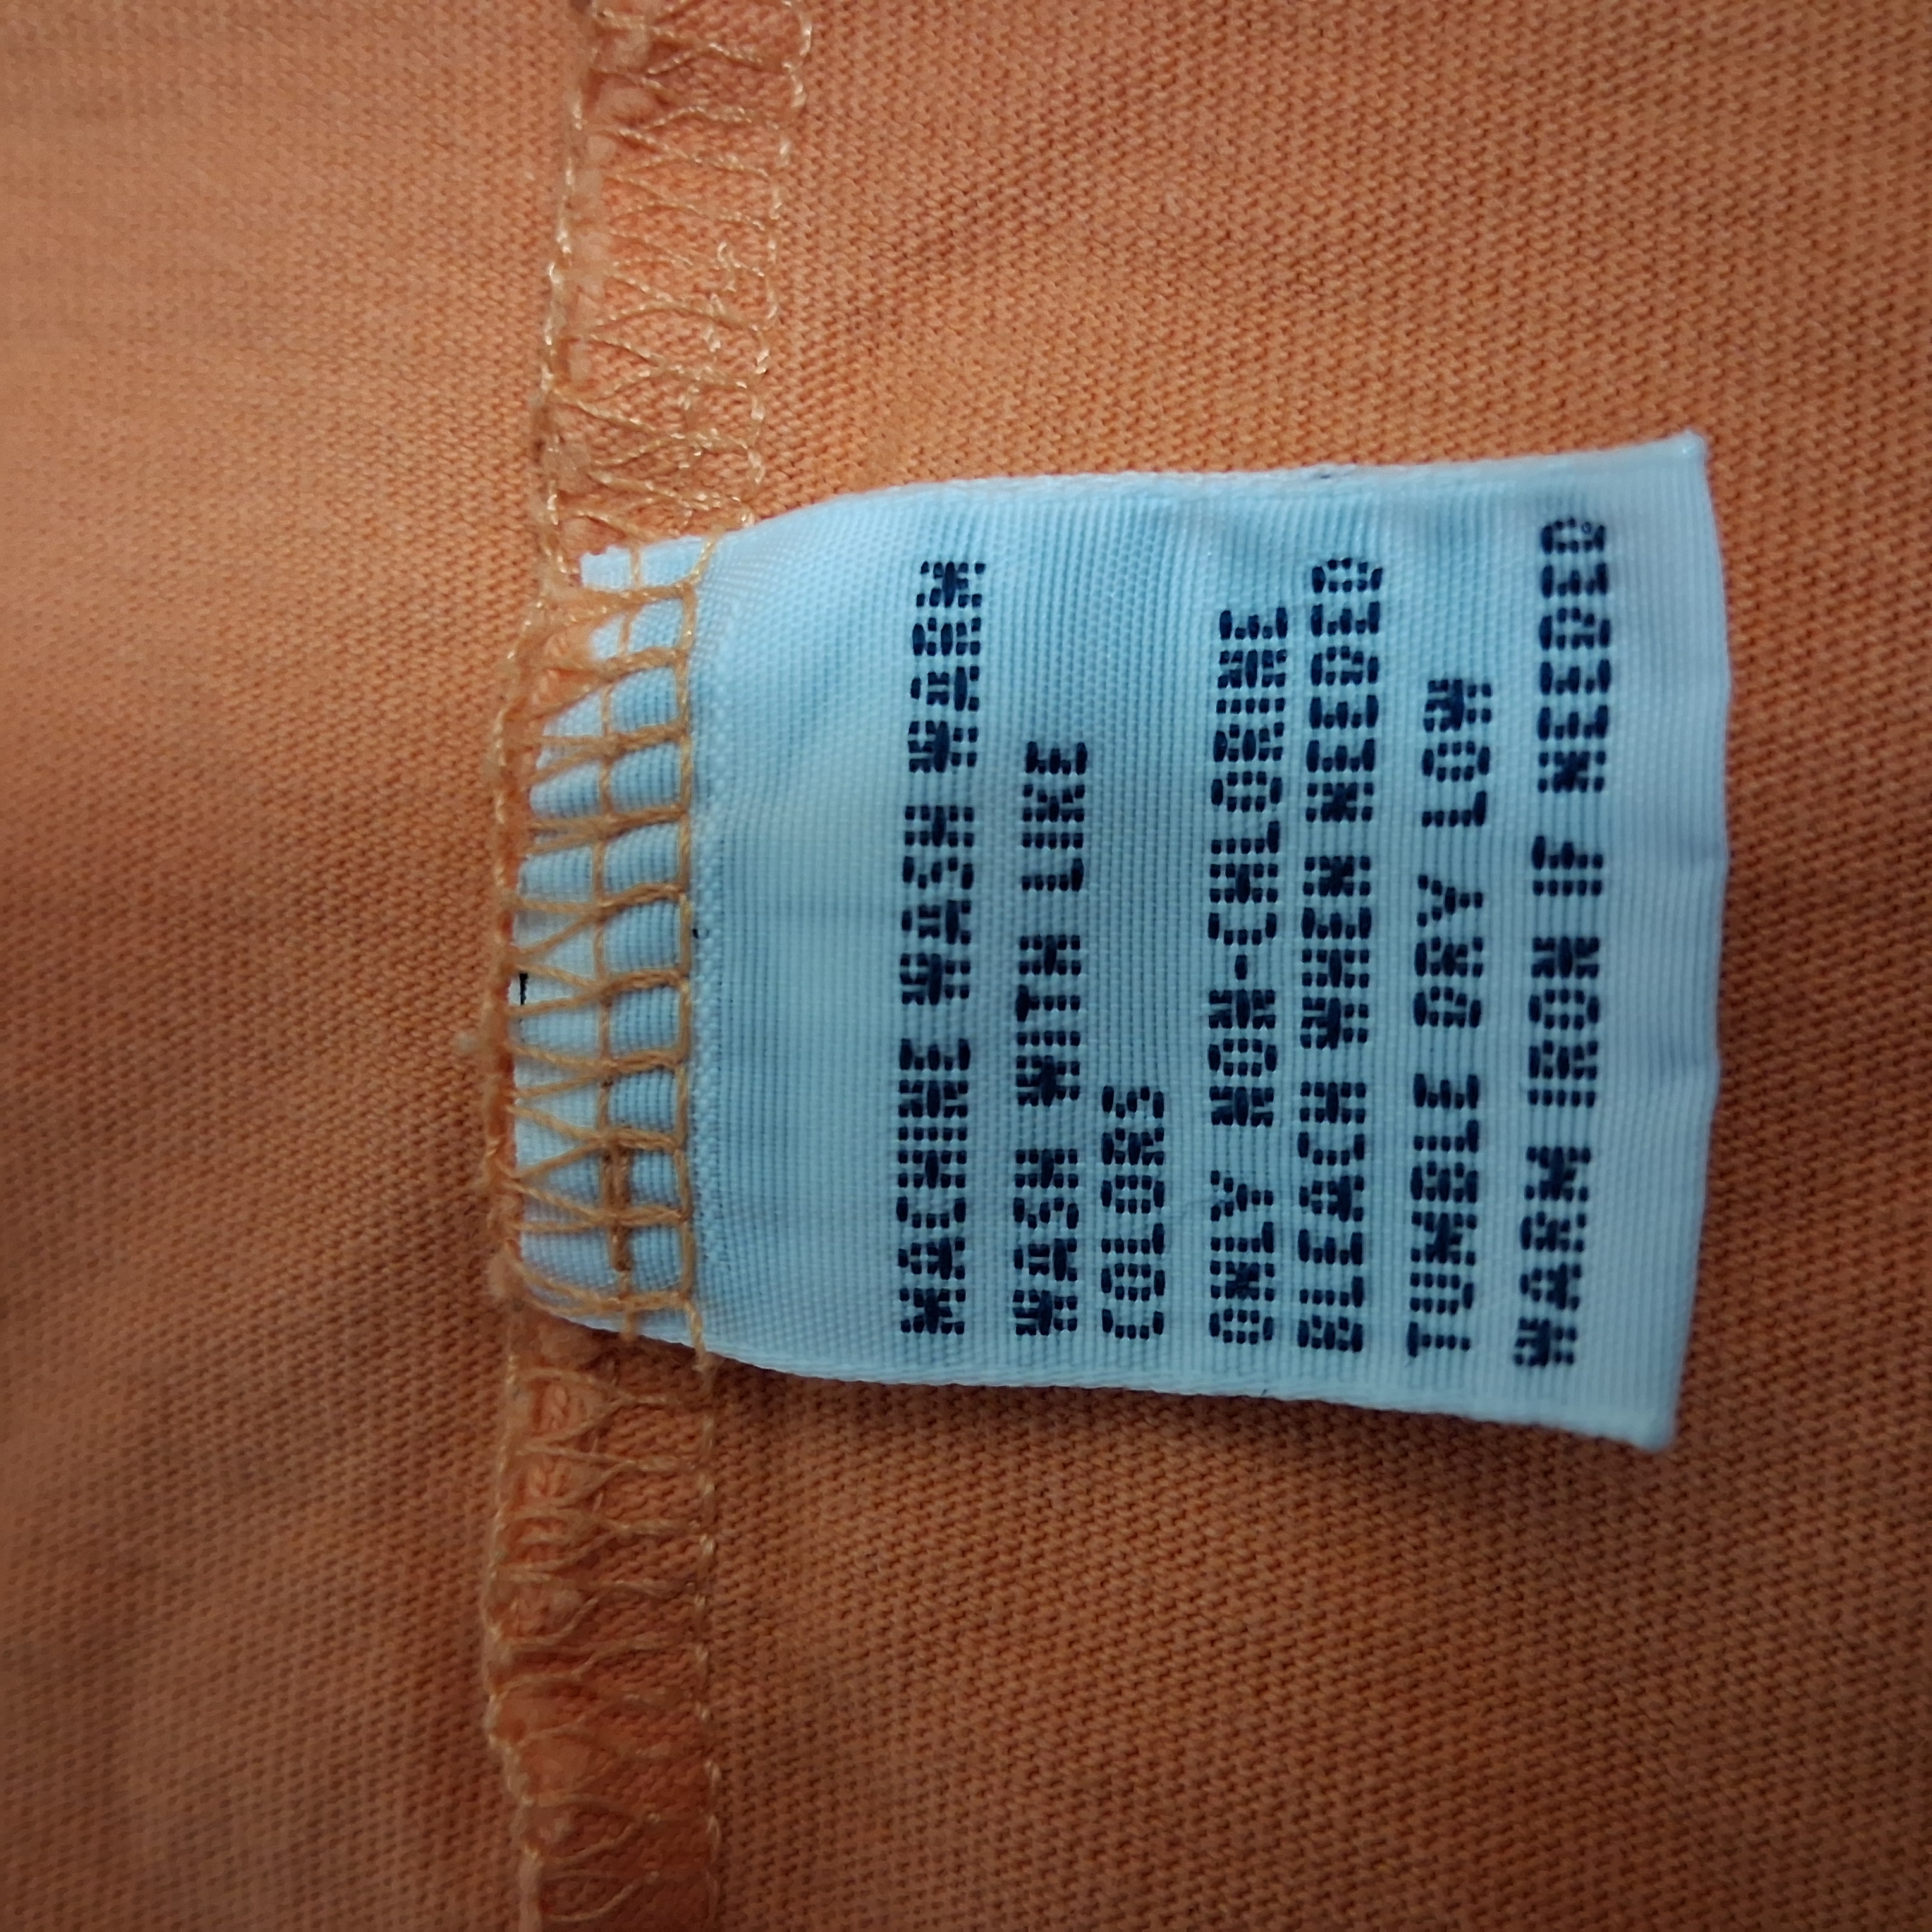 MACHINE WASH WARM
WASH WITH LIKE
COLORS
ONLY NON-CHLORINE
BLEACH WHEN NEEDED
TUMBLE DRY LOW
WARM IRON IF NEEDED